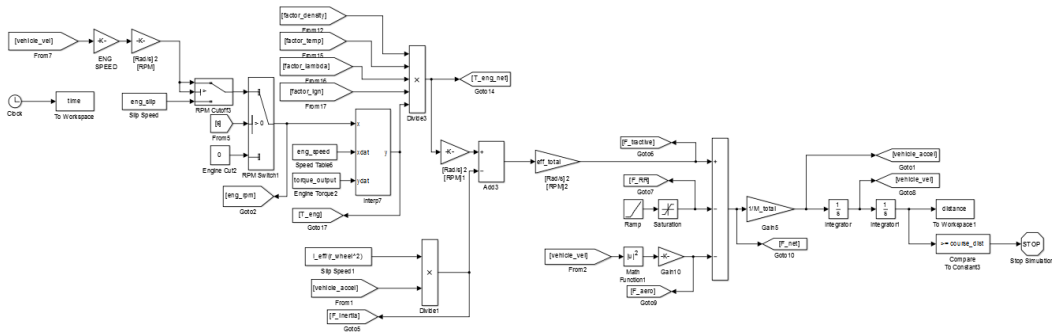 [vehicle_vel]
From7
-K-
ENG
SPEED
-K-
[Rad/s] 2
[RPM]
Clock
time
To Workspace
eng_slip
Slip Speed
RPM Cutoff3
[s]
From5
0
Engine Cut2
> 0
RPM Switch1
[eng_rpm]
Goto2
[factor_density]
From12
[factor_temp]
From15
[factor_lambda]
From16
[factor_ign]
From17
×
Divide3
[T_eng_net]
Goto14
eng_speed
Speed Table6
torque_output
Engine Torque2
x
xdat
ydat
y
Interp7
[T_eng]
Goto17
I_eff/(r_wheel^2)
Slip Speed1
[vehicle_accel]
From1
×
Divide1
[F_inertia]
Goto5
-K-
[Rad/s] 2
[RPM]1
+
−
Add3
eff_total
[Rad/s] 2
[RPM]2
[F_tractive]
Goto6
[F_RR]
Goto7
Ramp
Saturation
[vehicle_vel]
From2
|u|²
Math
Function1
-K-
Gain10
[F_aero]
Goto9
+
−
−
1/M_total
Gain5
[F_net]
Goto10
[vehicle_accel]
Goto1
[vehicle_vel]
Goto8
1
s
Integrator
1
s
Integrator1
distance
To Workspace1
>= course_dist
Compare
To Constant3
STOP
Stop Simulation